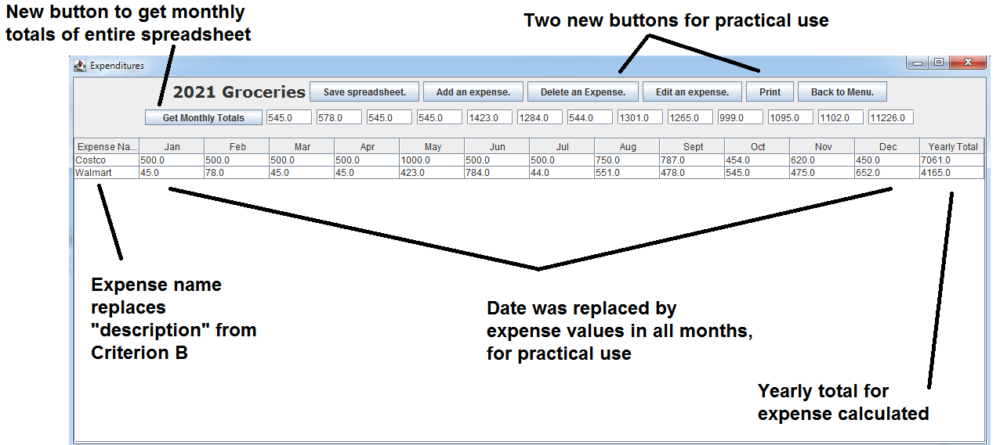 New button to get monthly
totals of entire spreadsheet
Two new buttons for practical use
Expenditures
2021 Groceries Save spreadsheet. Add an expense. Delete an Expense. Edit an expense. Print Back to Menu.
Get Monthly Totals 545.0 578.0 545.0 545.0 1423.0 1284.0 544.0 1301.0 1265.0 999.0 1095.0 1102.0 11226.0
Expense Na... Jan Feb Mar Apr May Jun Jul Aug Sept Oct Nov Dec Yearly Total
Costco 500.0 500.0 500.0 500.0 1000.0 500.0 500.0 750.0 787.0 454.0 620.0 450.0 7061.0
Walmart 45.0 78.0 45.0 45.0 423.0 784.0 44.0 551.0 478.0 545.0 475.0 652.0 4165.0
Expense name
replaces
"description" from
Criterion B
Date was replaced by
expense values in all months,
for practical use
Yearly total for
expense calculated